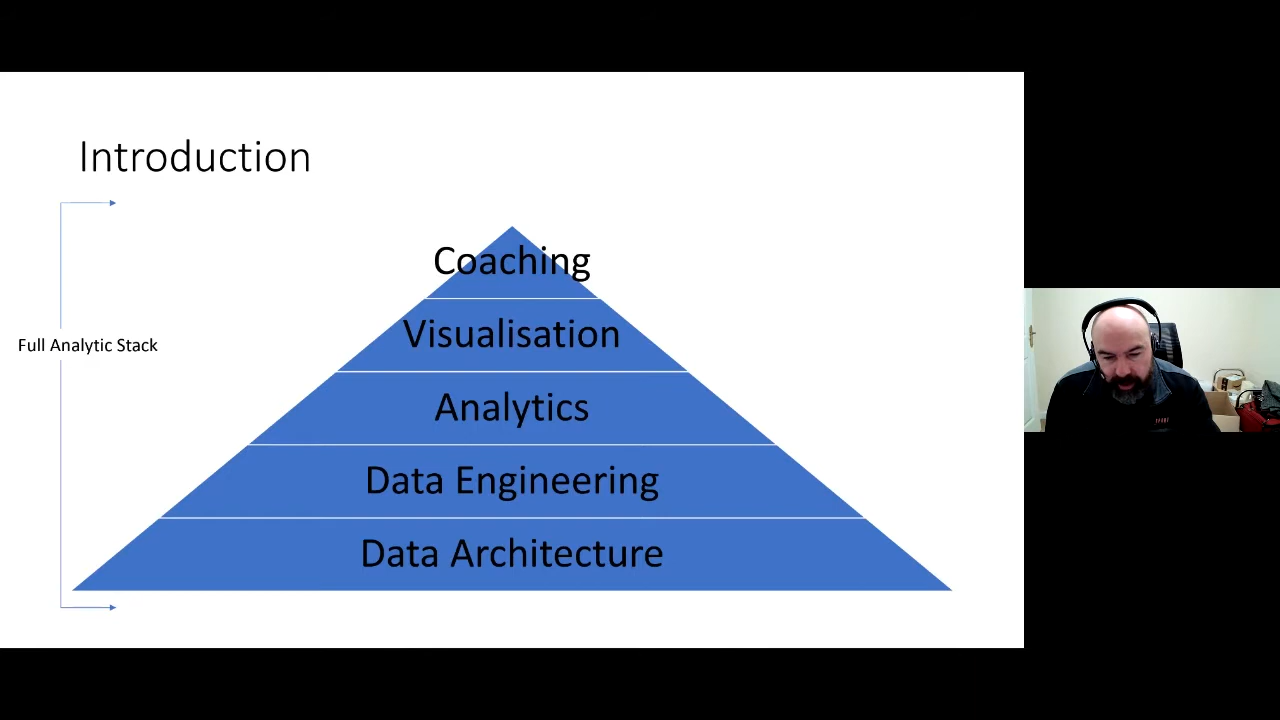 Introduction
Coaching
Visualisation
Full Analytic Stack
Analytics
Data Engineering
Data Architecture